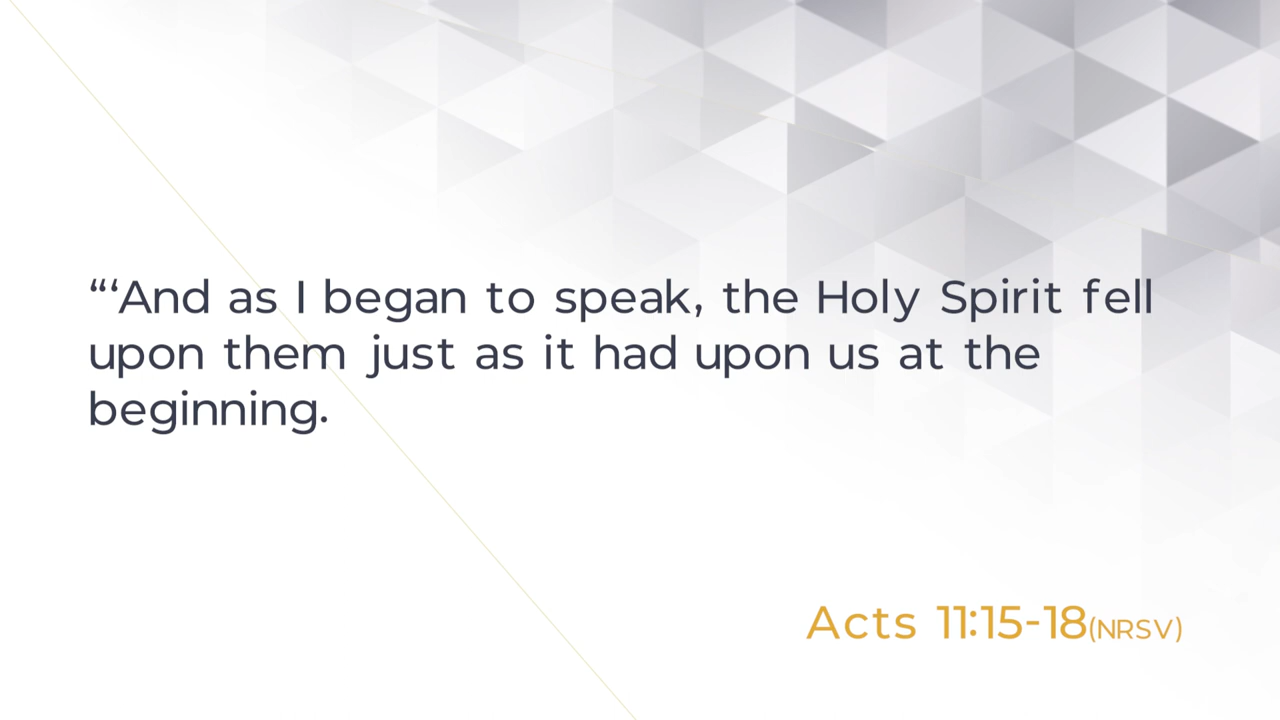 “‘And as I began to speak, the Holy Spirit fell
upon them just as it had upon us at the
beginning.
Acts 11:15-18(NRSV)